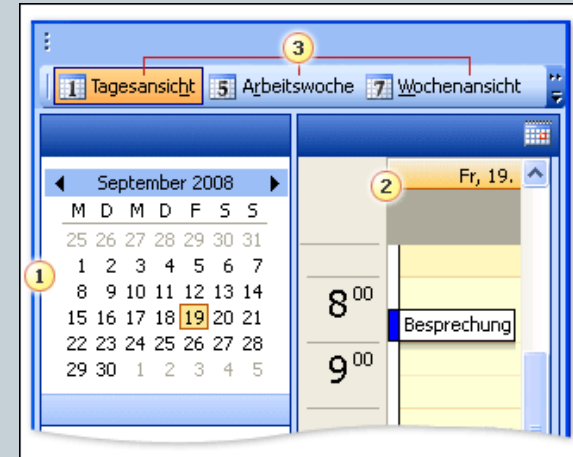 3
1 Tagesansicht 5 Arbeitswoche 7 Wochenansicht
September 2008
M D M D F S S
25 26 27 28 29 30 31
1 2 3 4 5 6 7
8 9 10 11 12 13 14
15 16 17 18 19 20 21
22 23 24 25 26 27 28
29 30 1 2 3 4 5
1
2
Fr, 19.
8 00
Besprechung
9 00